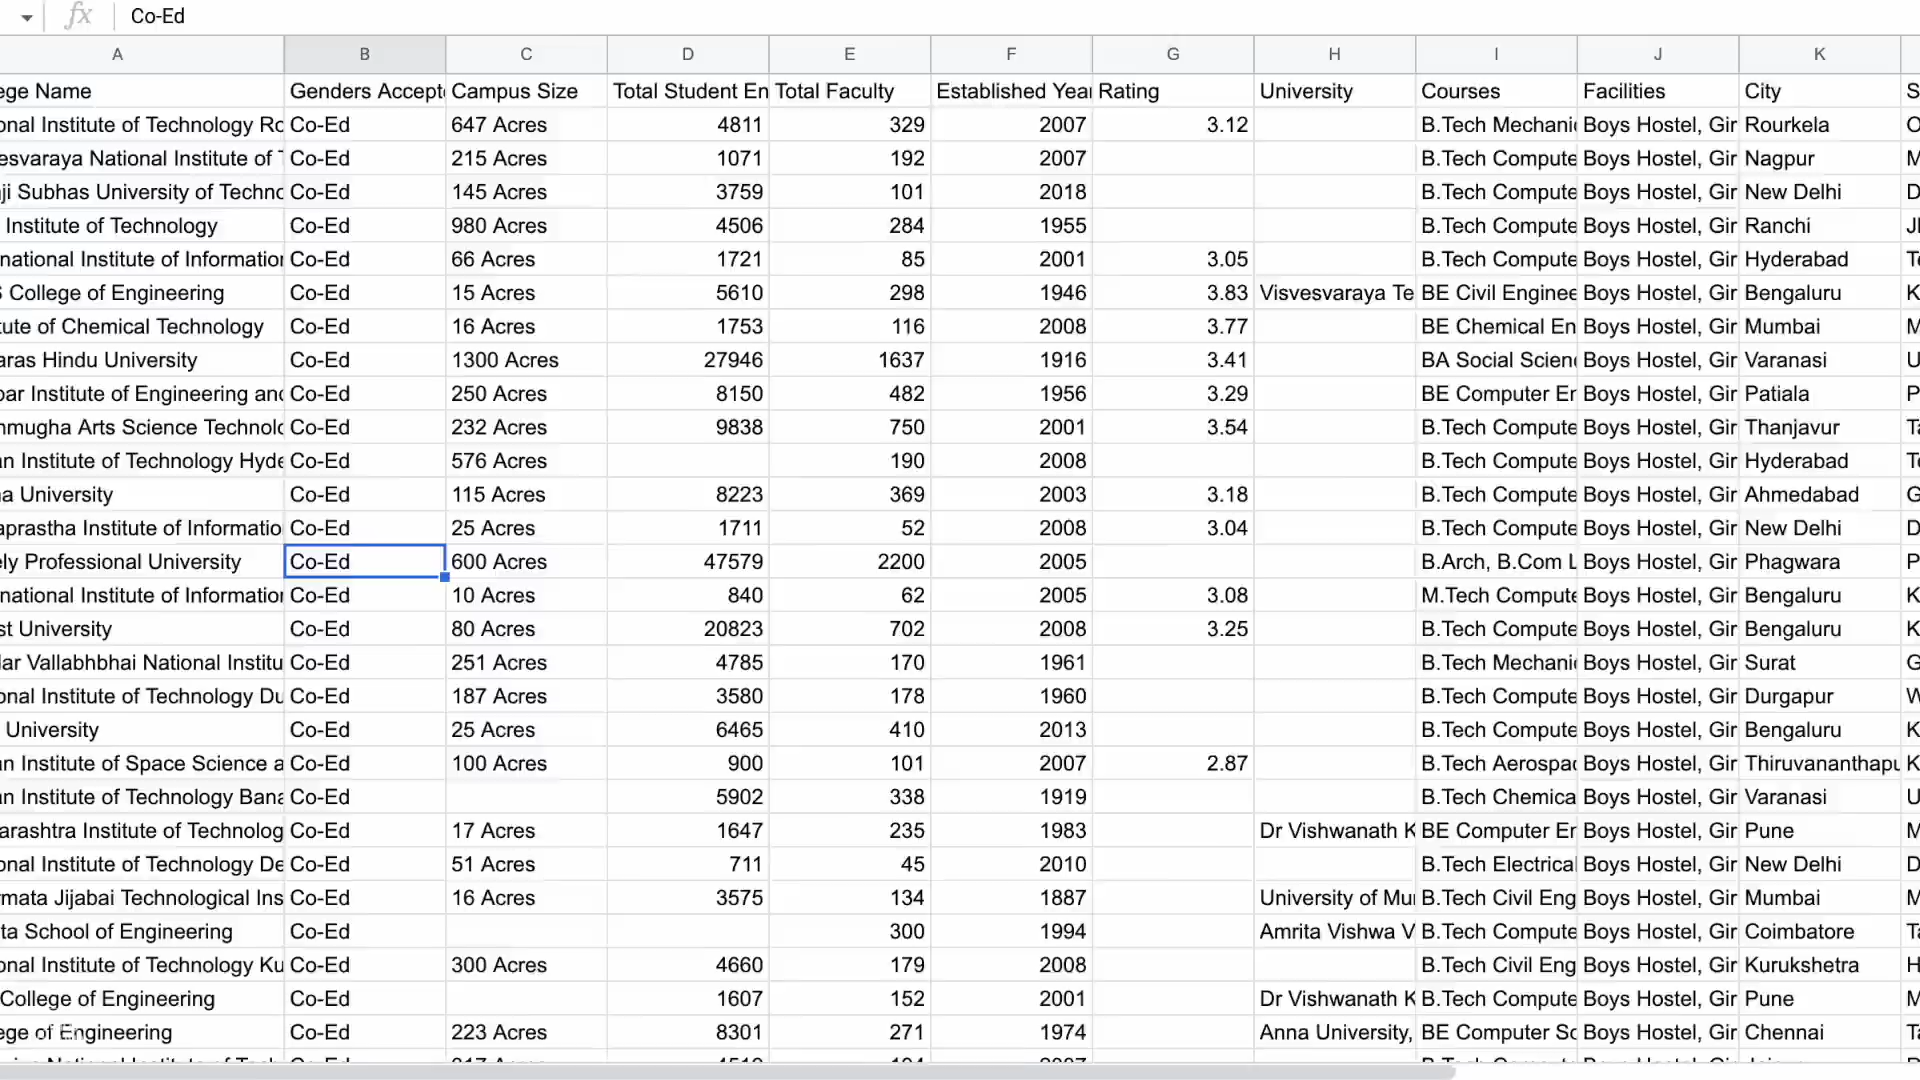 fx Co-Ed
A B C D E F G H I J K
ege Name Genders Accept Campus Size Total Student En Total Faculty Established Year Rating University Courses Facilities City S
onal Institute of Technology Ro Co-Ed 647 Acres 4811 329 2007 3.12 B.Tech Mechani Boys Hostel, Gir Rourkela O
esvaraya National Institute of T Co-Ed 215 Acres 1071 192 2007 B.Tech Compute Boys Hostel, Gir Nagpur M
ji Subhas University of Techno Co-Ed 145 Acres 3759 101 2018 B.Tech Compute Boys Hostel, Gir New Delhi D
Institute of Technology Co-Ed 980 Acres 4506 284 1955 B.Tech Compute Boys Hostel, Gir Ranchi Jl
national Institute of Informatior Co-Ed 66 Acres 1721 85 2001 3.05 B.Tech Compute Boys Hostel, Gir Hyderabad Te
S College of Engineering Co-Ed 15 Acres 5610 298 1946 3.83 Visvesvaraya Te BE Civil Enginee Boys Hostel, Gir Bengaluru K
tute of Chemical Technology Co-Ed 16 Acres 1753 116 2008 3.77 BE Chemical En Boys Hostel, Gir Mumbai M
aras Hindu University Co-Ed 1300 Acres 27946 1637 1916 3.41 BA Social Scien Boys Hostel, Gir Varanasi U
par Institute of Engineering and Co-Ed 250 Acres 8150 482 1956 3.29 BE Computer Er Boys Hostel, Gir Patiala P
nmugha Arts Science Technolo Co-Ed 232 Acres 9838 750 2001 3.54 B.Tech Compute Boys Hostel, Gir Thanjavur Ta
an Institute of Technology Hyde Co-Ed 576 Acres 190 2008 B.Tech Compute Boys Hostel, Gir Hyderabad Te
na University Co-Ed 115 Acres 8223 369 2003 3.18 B.Tech Compute Boys Hostel, Gir Ahmedabad G
aprastha Institute of Informatio Co-Ed 25 Acres 1711 52 2008 3.04 B.Tech Compute Boys Hostel, Gir New Delhi D
ely Professional University Co-Ed 600 Acres 47579 2200 2005 B.Arch, B.Com L Boys Hostel, Gir Phagwara P
national Institute of Informatior Co-Ed 10 Acres 840 62 2005 3.08 M.Tech Compute Boys Hostel, Gir Bengaluru K
st University Co-Ed 80 Acres 20823 702 2008 3.25 B.Tech Compute Boys Hostel, Gir Bengaluru K
lar Vallabhbhai National Institu Co-Ed 251 Acres 4785 170 1961 B.Tech Mechani Boys Hostel, Gir Surat G
onal Institute of Technology Du Co-Ed 187 Acres 3580 178 1960 B.Tech Compute Boys Hostel, Gir Durgapur W
University Co-Ed 25 Acres 6465 410 2013 B.Tech Compute Boys Hostel, Gir Bengaluru K
an Institute of Space Science a Co-Ed 100 Acres 900 101 2007 2.87 B.Tech Aerospac Boys Hostel, Gir Thiruvananthapu K
an Institute of Technology Bana Co-Ed 5902 338 1919 B.Tech Chemica Boys Hostel, Gir Varanasi U
arashtra Institute of Technolog Co-Ed 17 Acres 1647 235 1983 Dr Vishwanath K BE Computer Er Boys Hostel, Gir Pune M
onal Institute of Technology De Co-Ed 51 Acres 711 45 2010 B.Tech Electrical Boys Hostel, Gir New Delhi D
rmata Jijabai Technological Ins Co-Ed 16 Acres 3575 134 1887 University of Mu B.Tech Civil Eng Boys Hostel, Gir Mumbai M
ta School of Engineering Co-Ed 300 1994 Amrita Vishwa V B.Tech Compute Boys Hostel, Gir Coimbatore Ta
onal Institute of Technology Ku Co-Ed 300 Acres 4660 179 2008 B.Tech Civil Eng Boys Hostel, Gir Kurukshetra H
College of Engineering Co-Ed 1607 152 2001 Dr Vishwanath K B.Tech Compute Boys Hostel, Gir Pune M
ege of Engineering Co-Ed 223 Acres 8301 271 1974 Anna University, BE Computer Sc Boys Hostel, Gir Chennai Ta